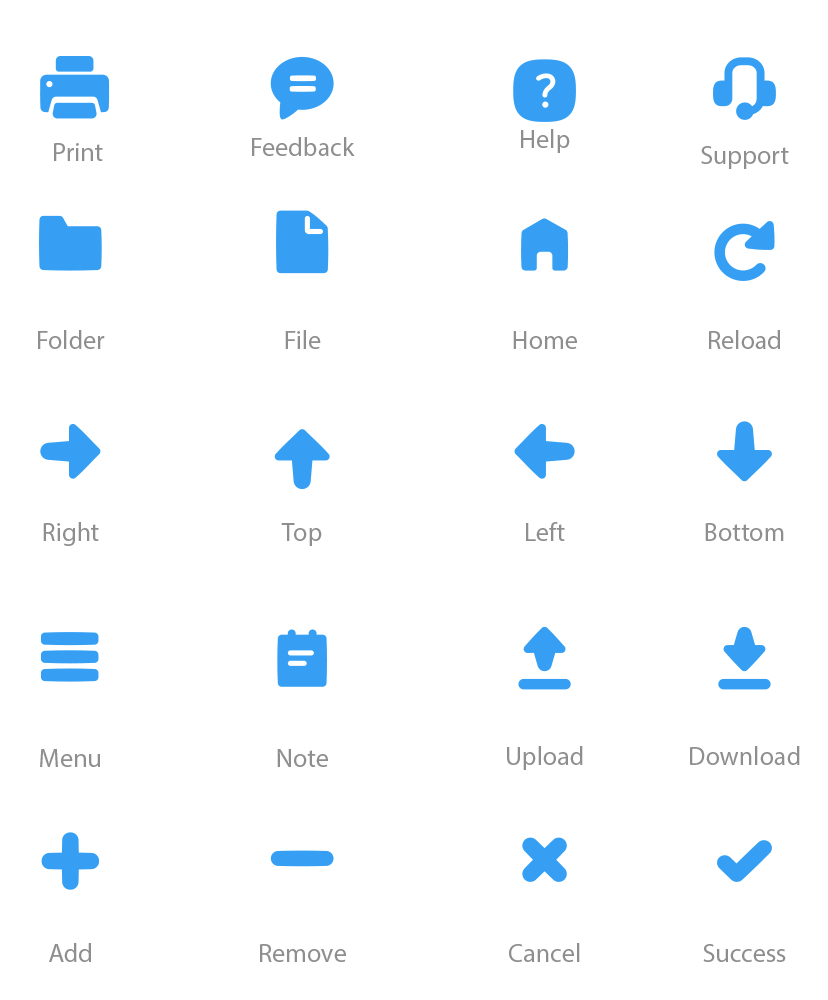 Print
Feedback
Help
Support
Folder
File
Home
Reload
Right
Top
Left
Bottom
Menu
Note
Upload
Download
Add
Remove
Cancel
Success